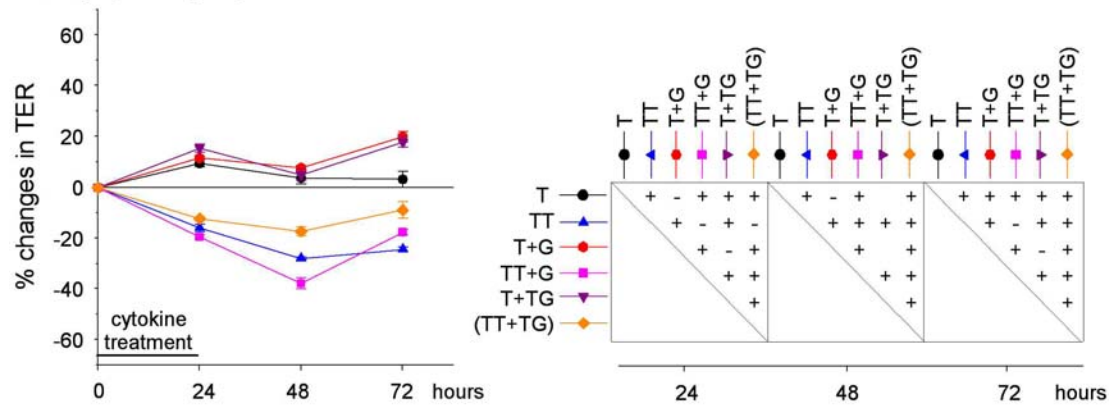 % changes in TER
60
40
20
0
-20
-40
-60
cytokine
treatment
0 24 48 72 hours
T TT T+G TT+G T+TG (TT+TG) T TT T+G TT+G T+TG (TT+TG) T TT T+G TT+G T+TG (TT+TG)
T + - + + + + - + + + + + + +
TT + - + - + - + + + + + +
T+G + - + + + + - +
TT+G + + + + + +
T+TG + + +
(TT+TG)
24 48 72 hours